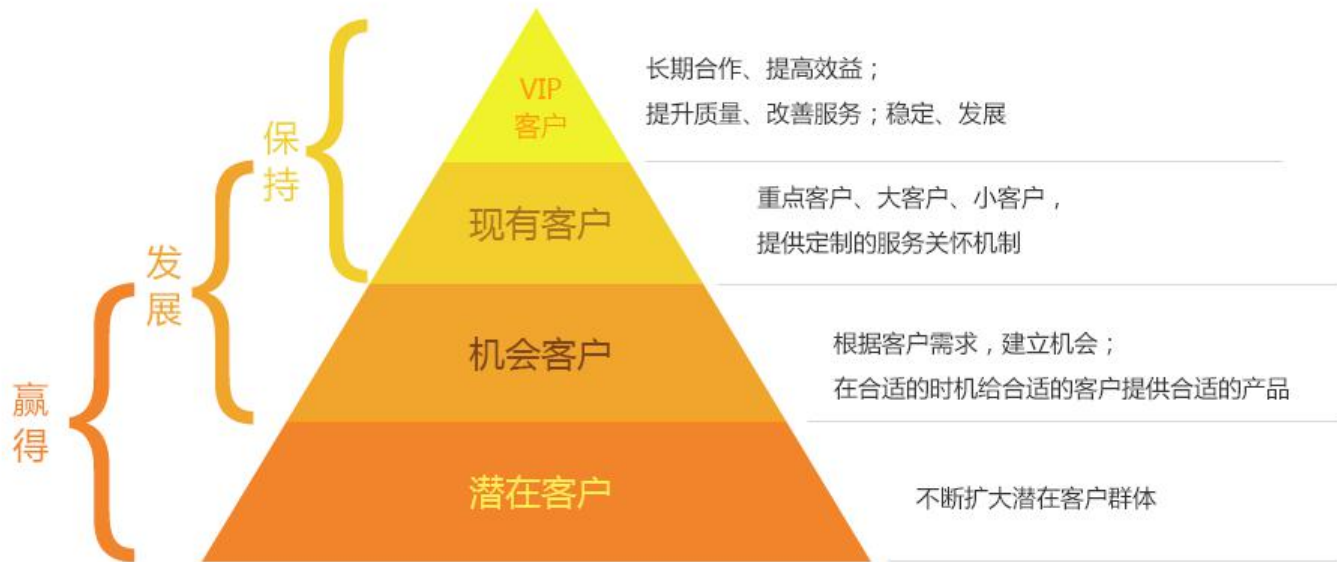 VIP
客户
长期合作、提高效益；
提升质量、改善服务；稳定、发展
保
持
现有客户
重点客户、大客户、小客户，
提供定制的服务关怀机制
发
展
机会客户
根据客户需求，建立机会；
在合适的时机给合适的客户提供合适的产品
赢
得
潜在客户
不断扩大潜在客户群体